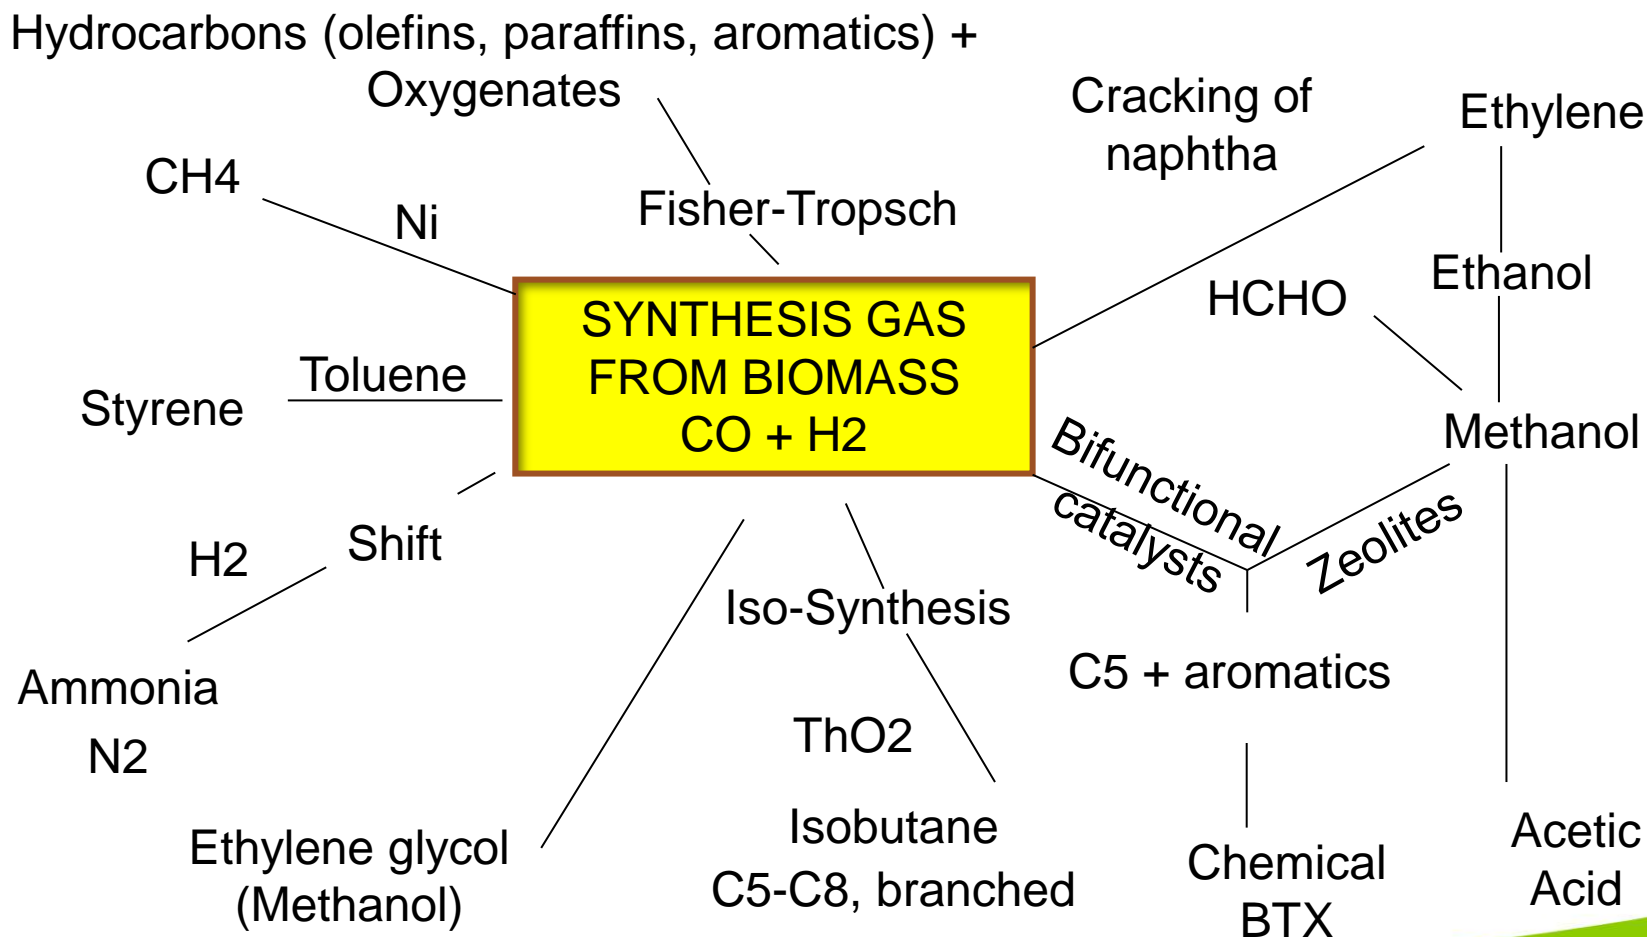 Hydrocarbons (olefins, paraffins, aromatics) +
Oxygenates
Cracking of
naphtha
Ethylene
CH4
Ni
Fisher-Tropsch
Ethanol
HCHO
SYNTHESIS GAS
FROM BIOMASS
CO + H2
Toluene
Styrene
Methanol
Bifunctional
catalysts
Zeolites
H2
Shift
Iso-Synthesis
C5 + aromatics
Ammonia
N2
ThO2
Ethylene glycol
(Methanol)
Isobutane
C5-C8, branched
Chemical
BTX
Acetic
Acid